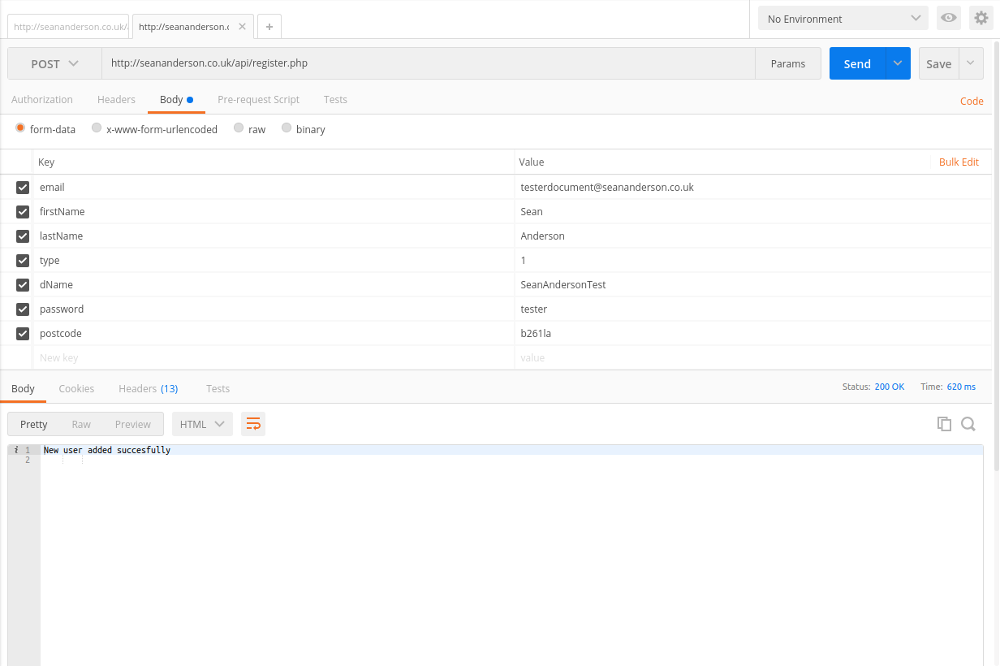 http://seananderson.co.uk/ http://seananderson.c + No Environment
POST http://seananderson.co.uk/api/register.php Params Send Save
Authorization Headers Body Pre-request Script Tests Code
form-data x-www-form-urlencoded raw binary
Key Value Bulk Edit
email testerdocument@seananderson.co.uk
firstName Sean
lastName Anderson
type 1
dName SeanAndersonTest
password tester
postcode b261la
New key value
Body Cookies Headers (13) Tests Status: 200 OK Time: 620 ms
Pretty Raw Preview HTML
i 1 New user added succesfully
2